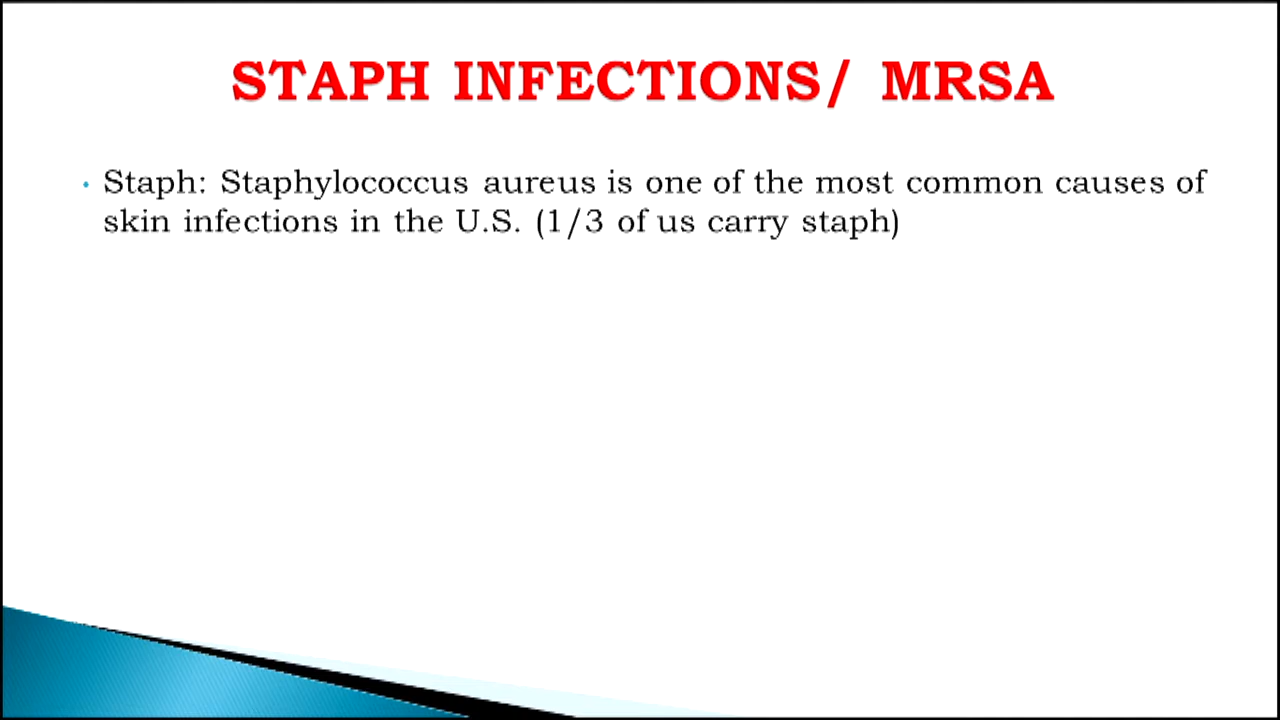 STAPH INFECTIONS/ MRSA
• Staph: Staphylococcus aureus is one of the most common causes of
skin infections in the U.S. (1/3 of us carry staph)